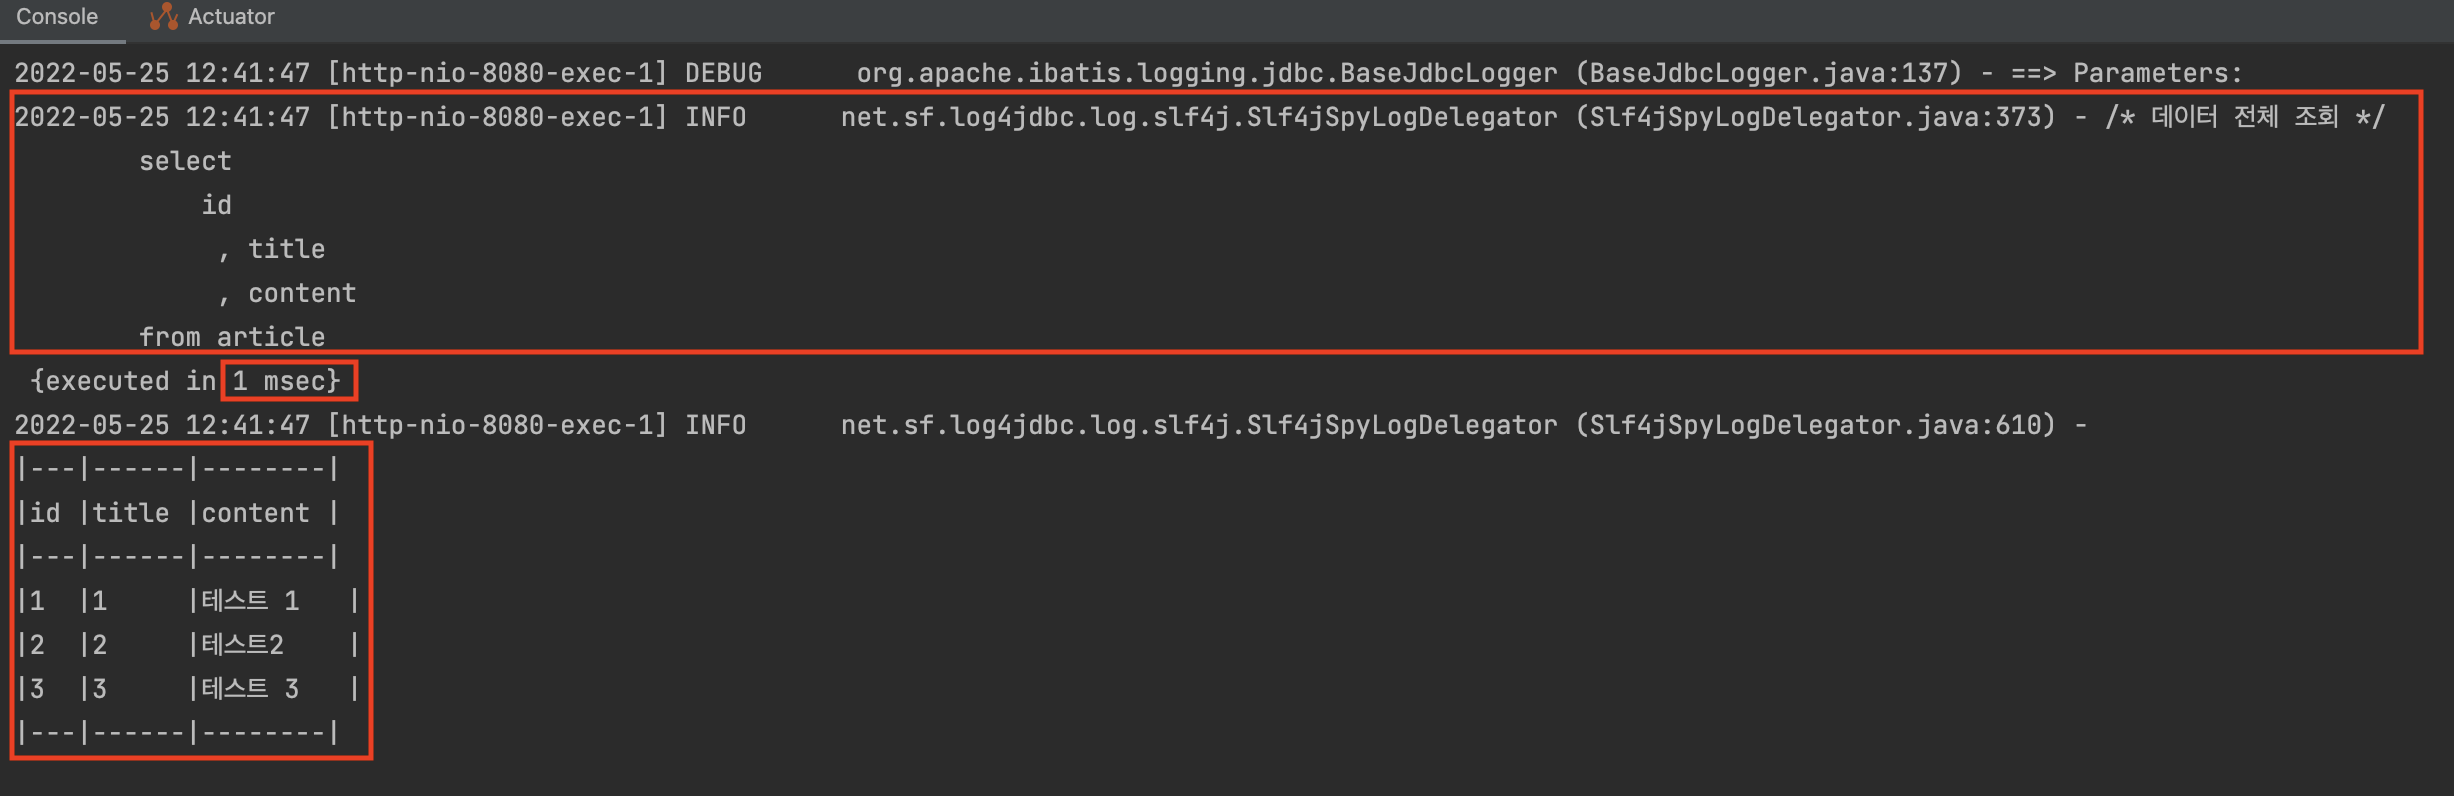 Console Actuator
2022-05-25 12:41:47 [http-nio-8080-exec-1] DEBUG      org.apache.ibatis.logging.jdbc.BaseJdbcLogger (BaseJdbcLogger.java:137) - ==> Parameters:
2022-05-25 12:41:47 [http-nio-8080-exec-1] INFO      net.sf.log4jdbc.log.slf4j.Slf4jSpyLogDelegator (Slf4jSpyLogDelegator.java:373) - /* 데이터 전체 조회 */
        select
            id
             , title
             , content
        from article
 {executed in 1 msec}
2022-05-25 12:41:47 [http-nio-8080-exec-1] INFO      net.sf.log4jdbc.log.slf4j.Slf4jSpyLogDelegator (Slf4jSpyLogDelegator.java:610) -
|---|------|--------|
|id |title |content |
|---|------|--------|
|1  |1     |테스트 1   |
|2  |2     |테스트2    |
|3  |3     |테스트 3   |
|---|------|--------|